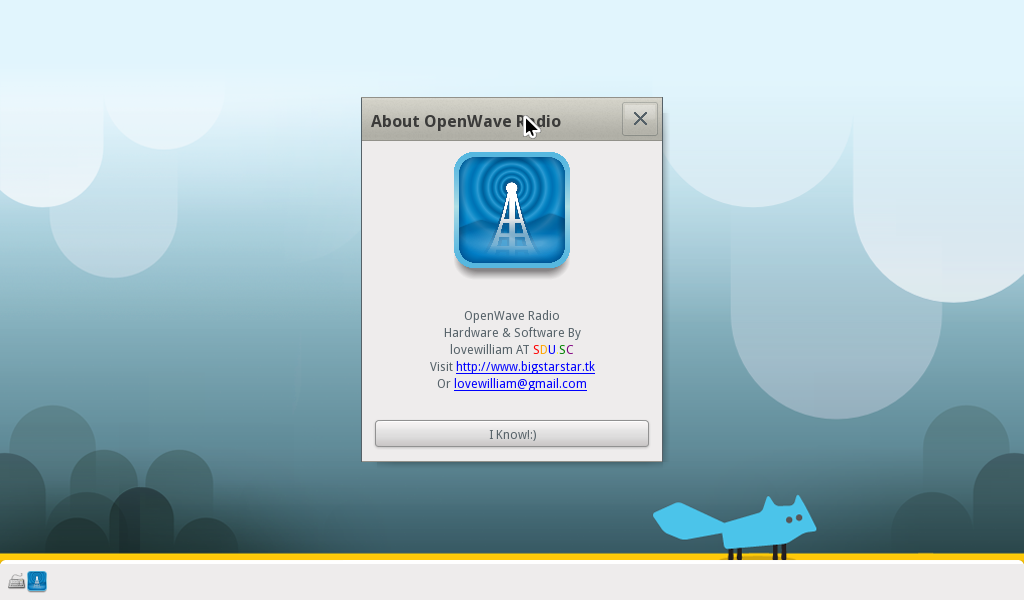 About OpenWave Radio
OpenWave Radio
Hardware & Software By
lovewilliam AT SDU SC
Visit http://www.bigstarstar.tk
Or lovewilliam@gmail.com
I Know!:)